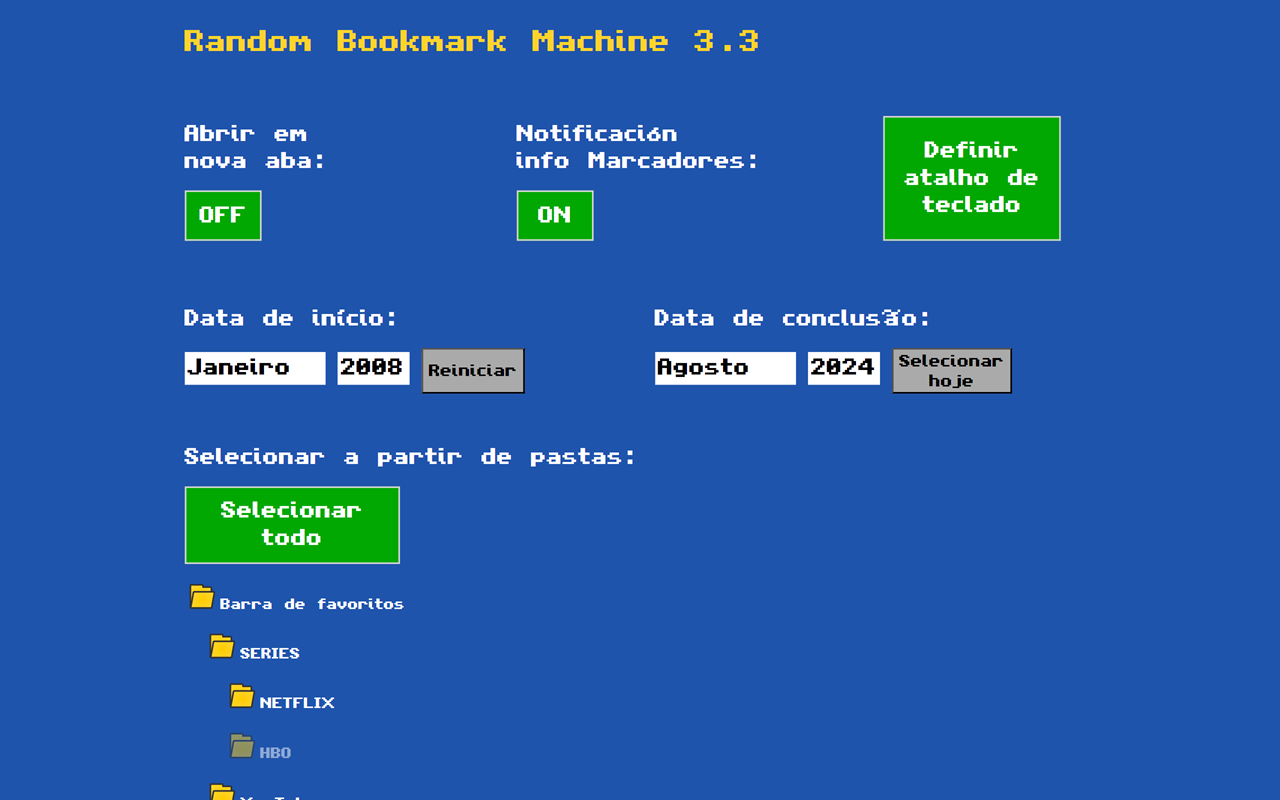 Random Bookmark Machine 3.3
Abrir em
nova aba:
OFF
Notificación
info Marcadores:
ON
Definir
atalho de
teclado
Data de início:
Janeiro 2008 Reiniciar
Data de conclusão:
Agosto 2024 Selecionar
hoje
Selecionar a partir de pastas:
Selecionar
todo
Barra de favoritos
SERIES
NETFLIX
HBO